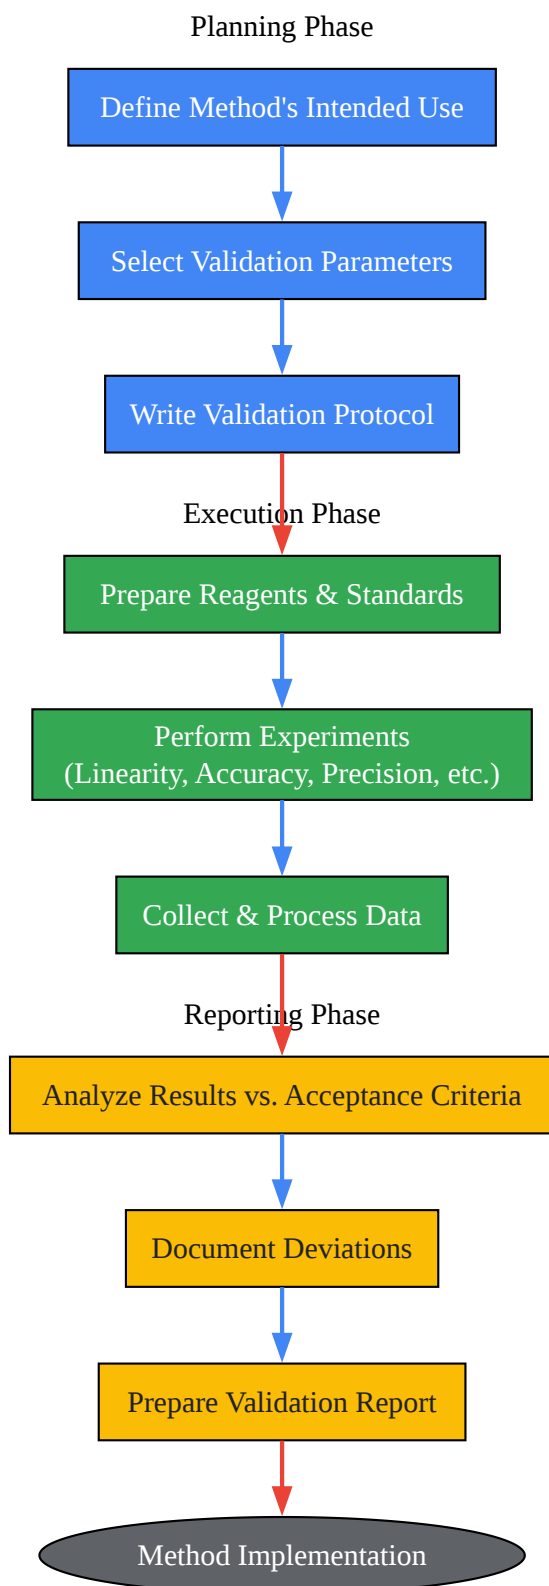 Planning Phase
Define Method's Intended Use
Select Validation Parameters
Write Validation Protocol
Execution Phase
Prepare Reagents & Standards
Perform Experiments
(Linearity, Accuracy, Precision, etc.)
Collect & Process Data
Reporting Phase
Analyze Results vs. Acceptance Criteria
Document Deviations
Prepare Validation Report
Method Implementation